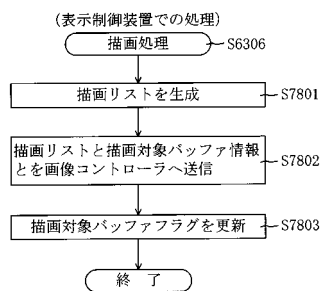 (表示制御装置での処理)
描画処理 S6306
描画リストを生成 S7801
描画リストと描画対象バッファ情報
とを画像コントローラへ送信 S7802
描画対象バッファフラグを更新 S7803
終 了